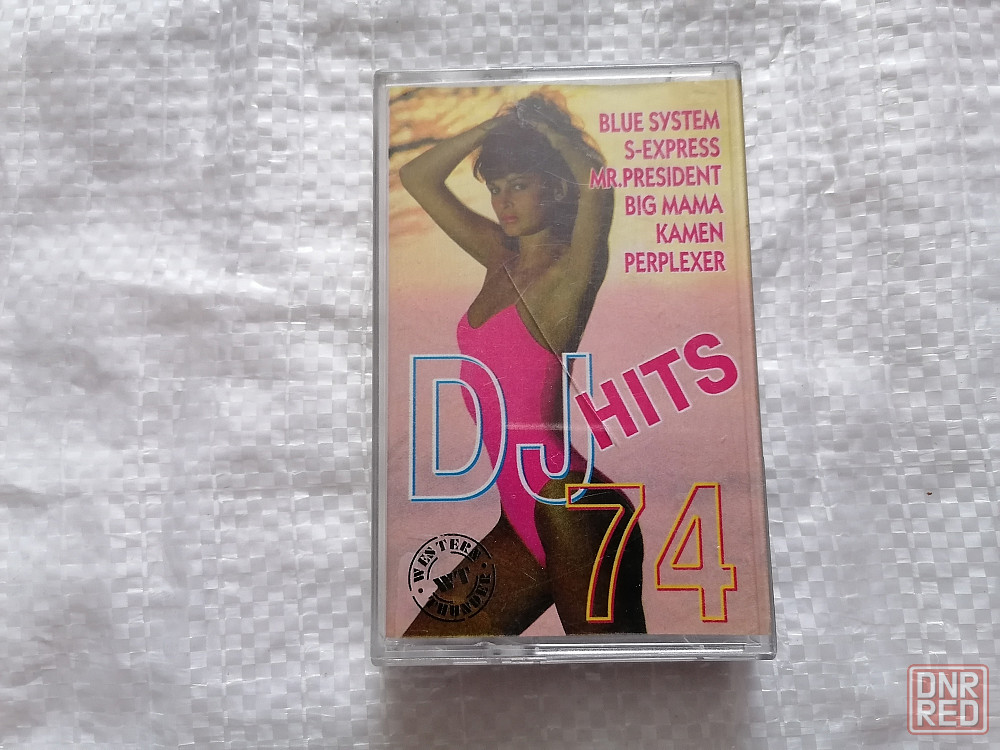 BLUE SYSTEM
S-EXPRESS
MR.PRESIDENT
BIG MAMA
KAMEN
PERPLEXER
DJ
HITS
74
WESTERN
WT
THUNDER
DNR
RED